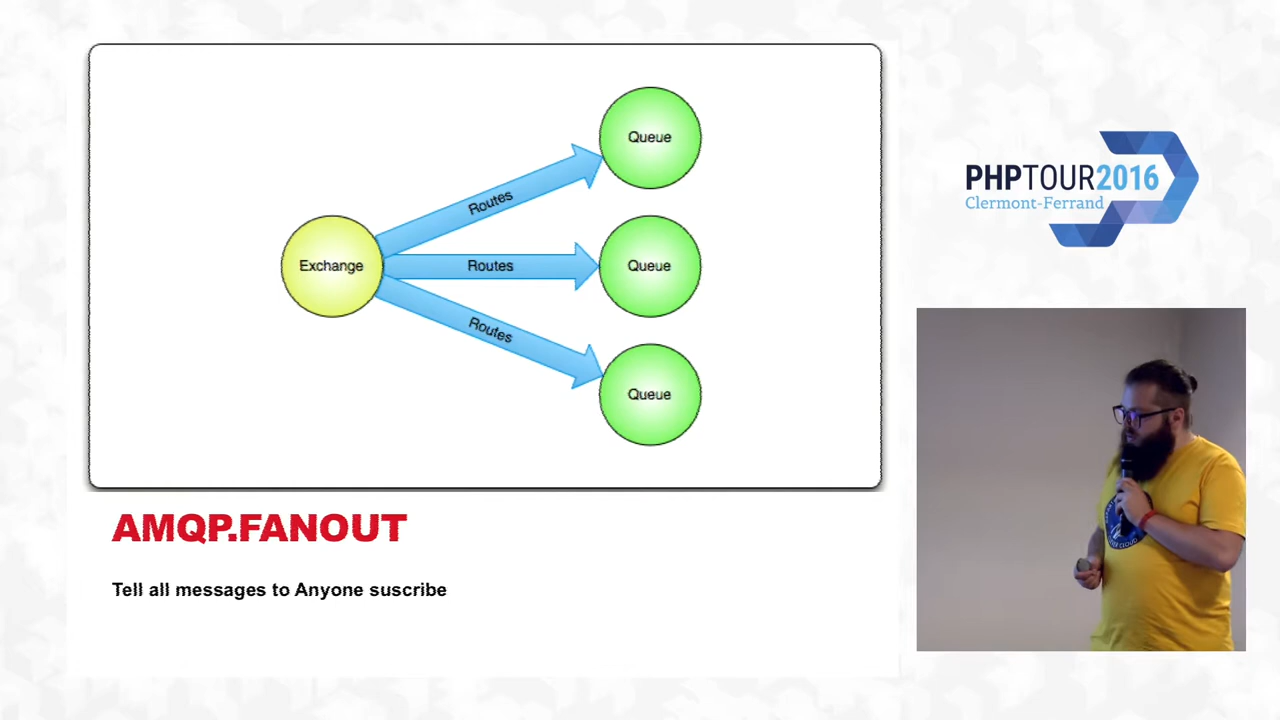 Queue
Routes
Exchange
Routes
Queue
Routes
Queue
AMQP.FANOUT
Tell all messages to Anyone suscribe
PHPTOUR2016
Clermont-Ferrand